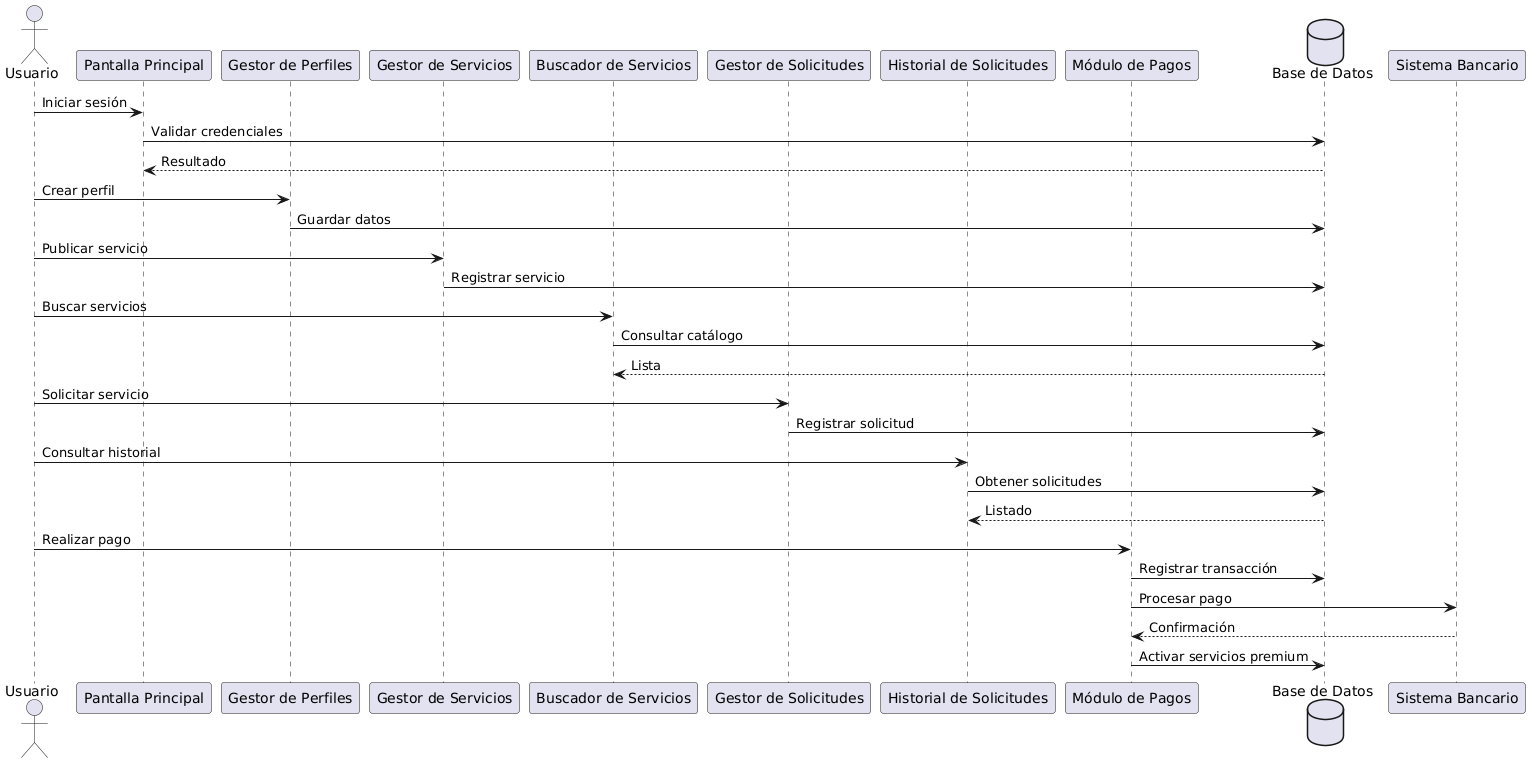 Usuario
Pantalla Principal
Gestor de Perfiles
Gestor de Servicios
Buscador de Servicios
Gestor de Solicitudes
Historial de Solicitudes
Módulo de Pagos
Base de Datos
Sistema Bancario
Iniciar sesión
Validar credenciales
Resultado
Crear perfil
Guardar datos
Publicar servicio
Registrar servicio
Buscar servicios
Consultar catálogo
Lista
Solicitar servicio
Registrar solicitud
Consultar historial
Obtener solicitudes
Listado
Realizar pago
Registrar transacción
Procesar pago
Confirmación
Activar servicios premium
Usuario
Pantalla Principal
Gestor de Perfiles
Gestor de Servicios
Buscador de Servicios
Gestor de Solicitudes
Historial de Solicitudes
Módulo de Pagos
Base de Datos
Sistema Bancario